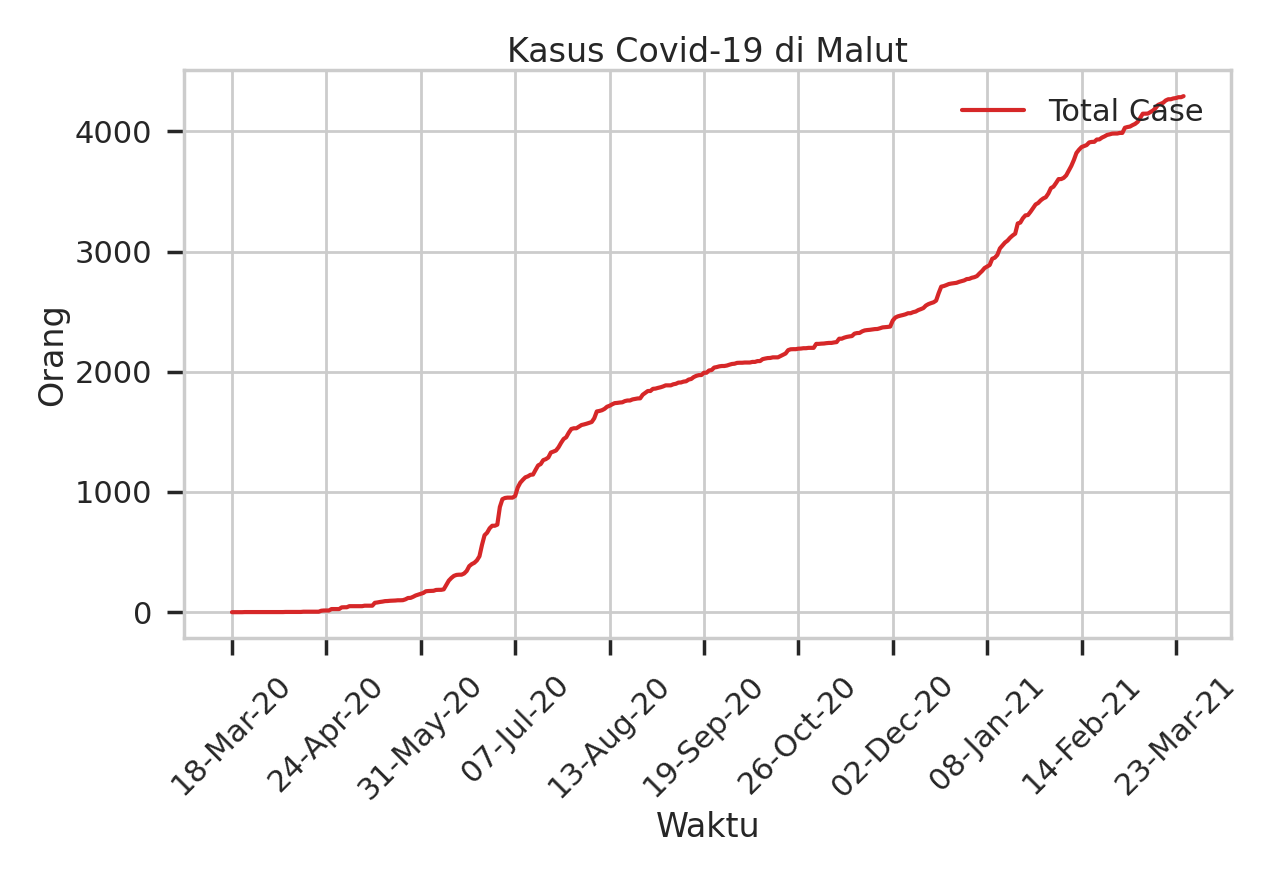 Kasus Covid-19 di Malut
Total Case
Orang
4000
3000
2000
1000
0
18-Mar-20
24-Apr-20
31-May-20
07-Jul-20
13-Aug-20
19-Sep-20
26-Oct-20
02-Dec-20
08-Jan-21
14-Feb-21
23-Mar-21
Waktu